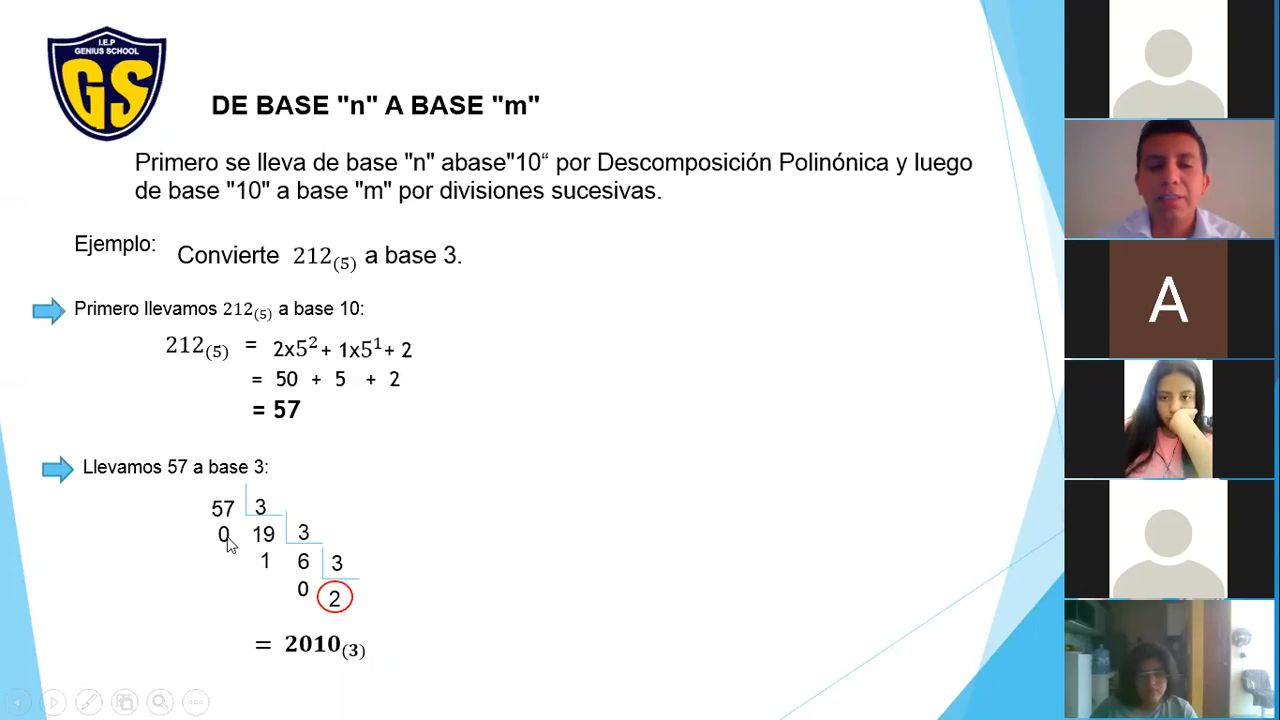 I.E.P
GENIUS SCHOOL
GS
DE BASE "n" A BASE "m"
Primero se lleva de base "n" abase"10“ por Descomposición Polinónica y luego
de base "10" a base "m" por divisiones sucesivas.
Ejemplo: Convierte 212(5) a base 3.
Primero llevamos 212(5) a base 10:
212(5) = 2x5² + 1x5¹ + 2
= 50 + 5 + 2
= 57
Llevamos 57 a base 3:
57 3
0 19 3
1 6 3
0 2
= 2010(3)
A